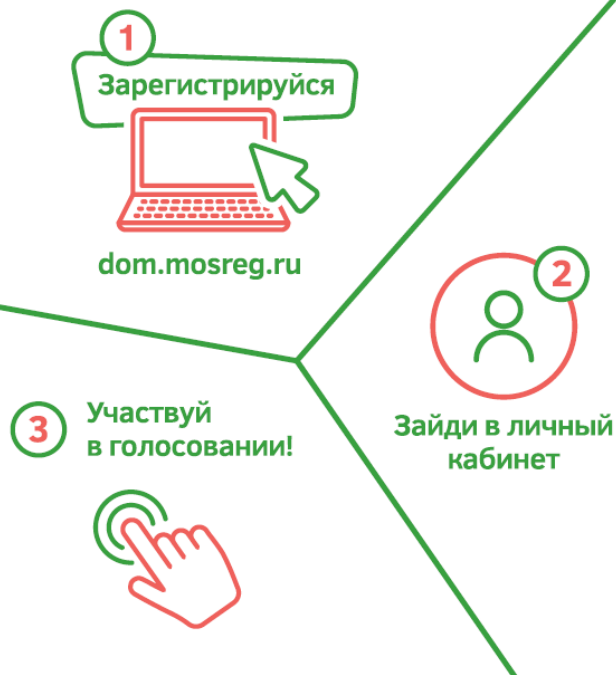 1
Зарегистрируйся
dom.mosreg.ru
2
Зайди в личный
кабинет
3
Участвуй
в голосовании!